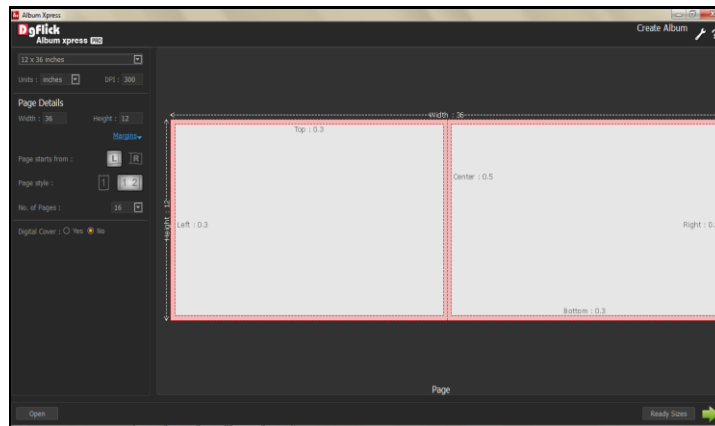 Album Xpress
DgFlick
Album xpress PRO
Create Album
?
12 x 36 inches
Units : inches
DPI : 300
Page Details
Width : 36
Height : 12
Margins
Page starts from : L R
Page style : 1 1 2
No. of Pages : 16
Digital Cover : Yes No
Width : 36
Top : 0.3
Center : 0.5
Height : 12
Left : 0.3
Right : 0.
Bottom : 0.3
Page
Open
Ready Sizes